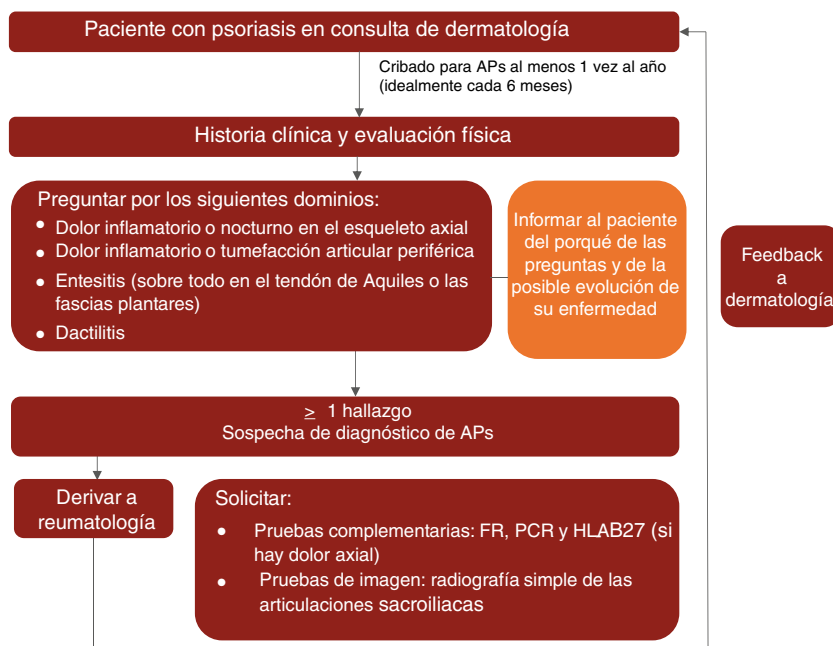 Paciente con psoriasis en consulta de dermatología
Cribado para APs al menos 1 vez al año
(idealmente cada 6 meses)
Historia clínica y evaluación física
Preguntar por los siguientes dominios:
• Dolor inflamatorio o nocturno en el esqueleto axial
• Dolor inflamatorio o tumefacción articular periférica
• Entesitis (sobre todo en el tendón de Aquiles o las
fascias plantares)
• Dactilitis
Informar al paciente
del porqué de las
preguntas y de la
posible evolución de
su enfermedad
Feedback
a
dermatología
≥ 1 hallazgo
Sospecha de diagnóstico de APs
Derivar a
reumatología
Solicitar:
• Pruebas complementarias: FR, PCR y HLAB27 (si
hay dolor axial)
• Pruebas de imagen: radiografía simple de las
articulaciones sacroiliacas